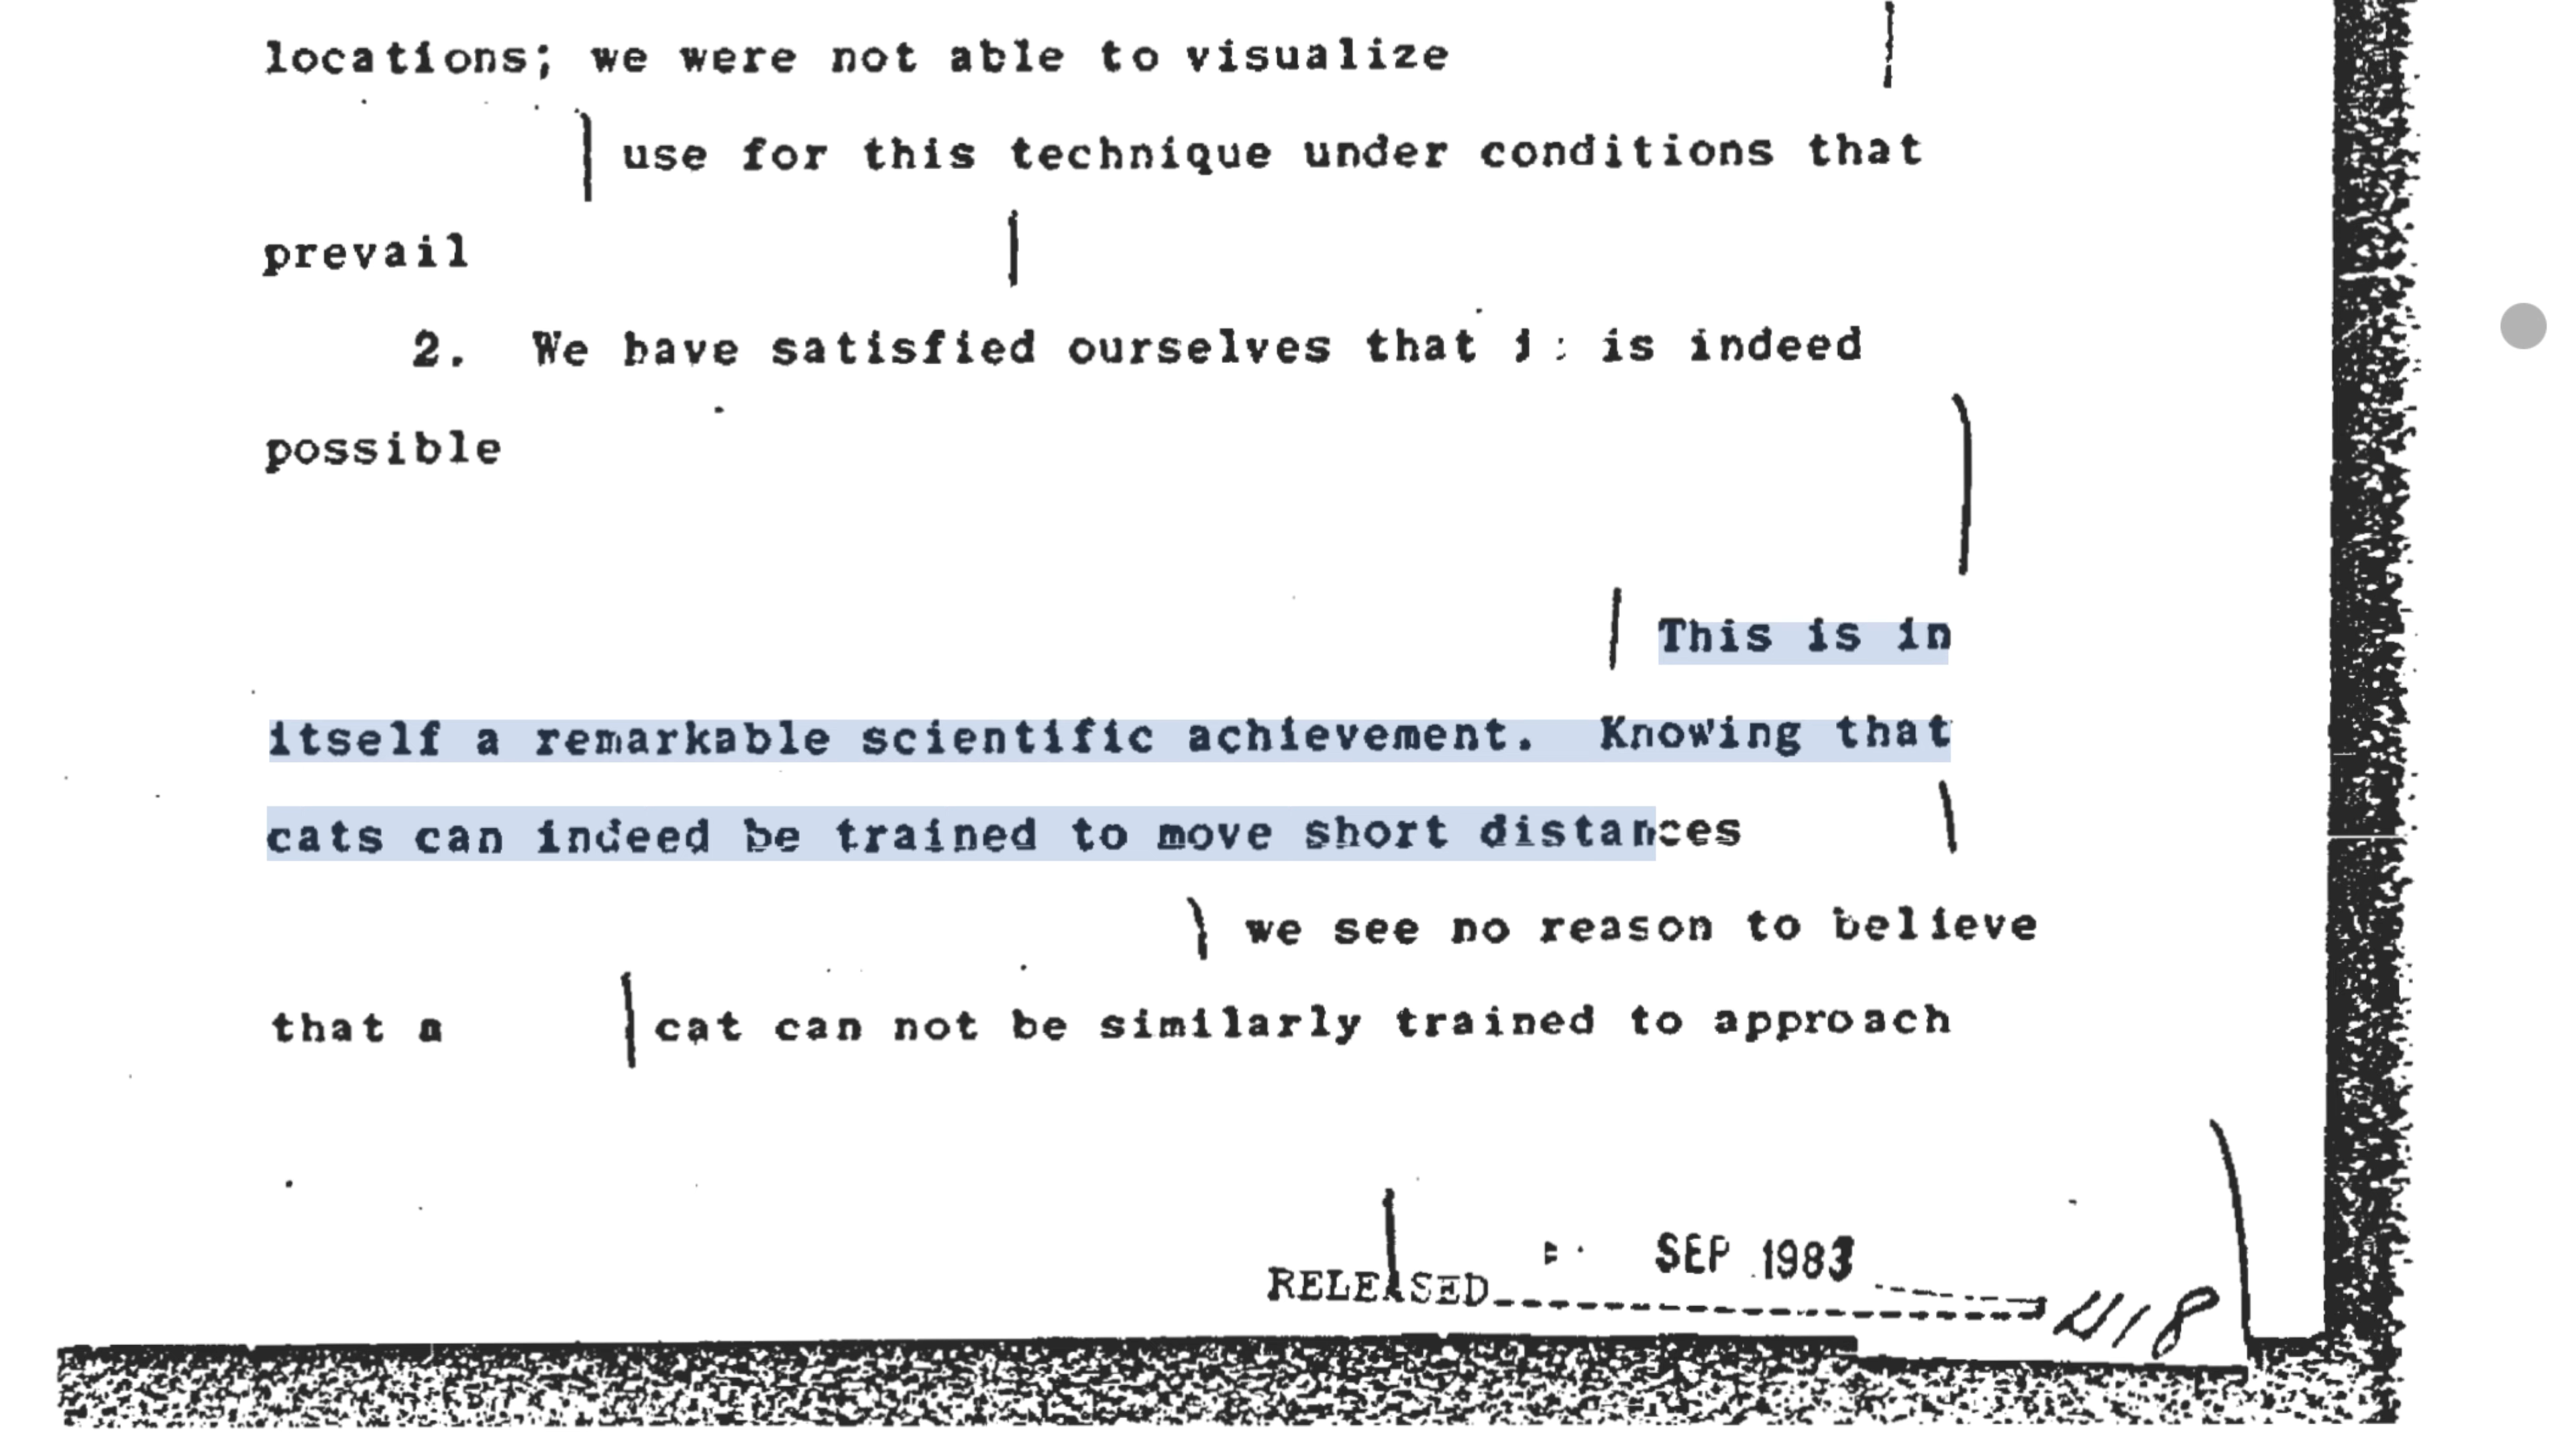 locations; we were not able to visualize
use for this technique under conditions that
prevail
2. We have satisfied ourselves that is indeed
possible
This is in
itself a remarkable scientific achievement. Knowing that
cats can indeed be trained to move short distances
we see no reason to believe
that a cat can not be similarly trained to approach
SEP 1983
RELEASED